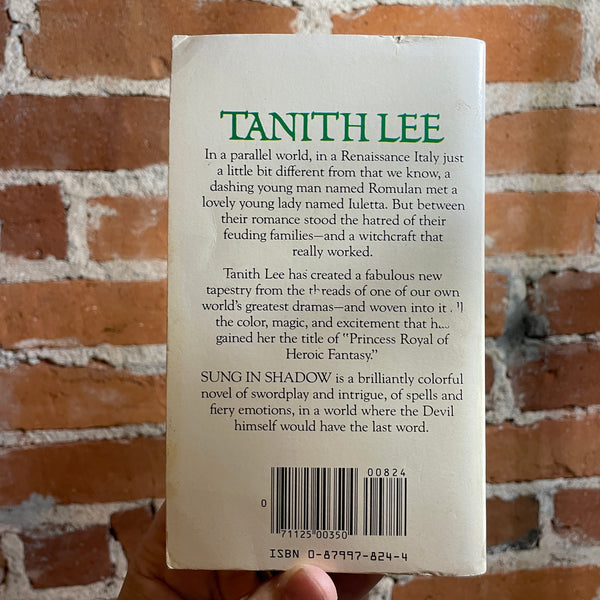 TANITH LEE
In a parallel world, in a Renaissance Italy just
a little bit different from that we know, a
dashing young man named Romulan met a
lovely young lady named Iuletta. But between
their romance stood the hatred of their
feuding families—and a witchcraft that
really worked.
Tanith Lee has created a fabulous new
tapestry from the threads of one of our own
world's greatest dramas—and woven into it
the color, magic, and excitement that
gained her the title of "Princess Royal of
Heroic Fantasy."
SUNG IN SHADOW is a brilliantly colorful
novel of swordplay and intrigue, of spells and
fiery emotions, in a world where the Devil
himself would have the last word.
00824
0
71125 00350
ISBN 0-87997-824-4